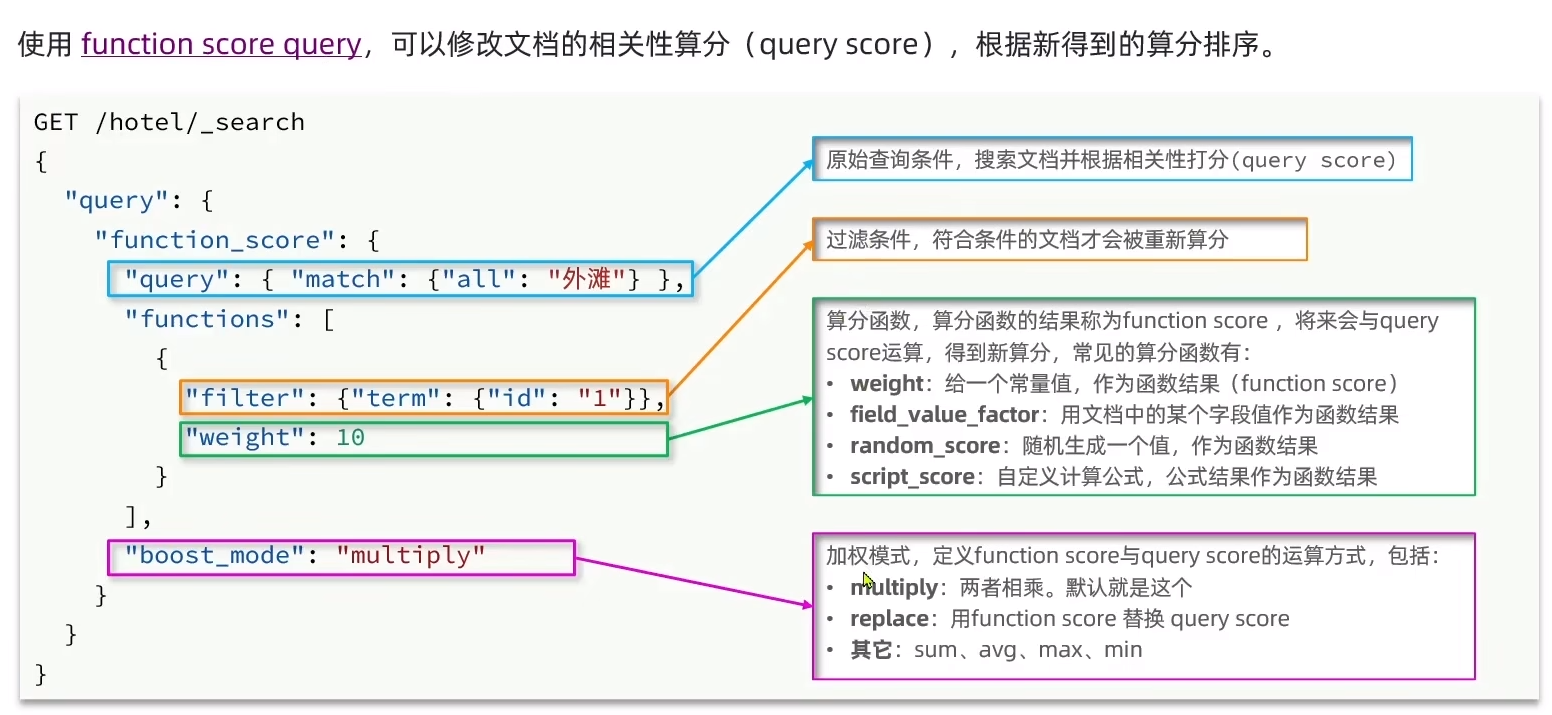 使用 function score query，可以修改文档的相关性算分（query score），根据新得到的算分排序。
GET /hotel/_search
{
  "query": {
    "function_score": {
      "query": { "match": {"all": "外滩"} },
      "functions": [
        {
          "filter": {"term": {"id": "1"}},
          "weight": 10
        }
      ],
      "boost_mode": "multiply"
    }
  }
}
原始查询条件，搜索文档并根据相关性打分(query score)
过滤条件，符合条件的文档才会被重新算分
算分函数，算分函数的结果称为function score ，将来会与query
score运算，得到新算分，常见的算分函数有：
• weight：给一个常量值，作为函数结果（function score）
• field_value_factor：用文档中的某个字段值作为函数结果
• random_score：随机生成一个值，作为函数结果
• script_score：自定义计算公式，公式结果作为函数结果
加权模式，定义function score与query score的运算方式，包括：
• multiply：两者相乘。默认就是这个
• replace：用function score 替换 query score
• 其它：sum、avg、max、min